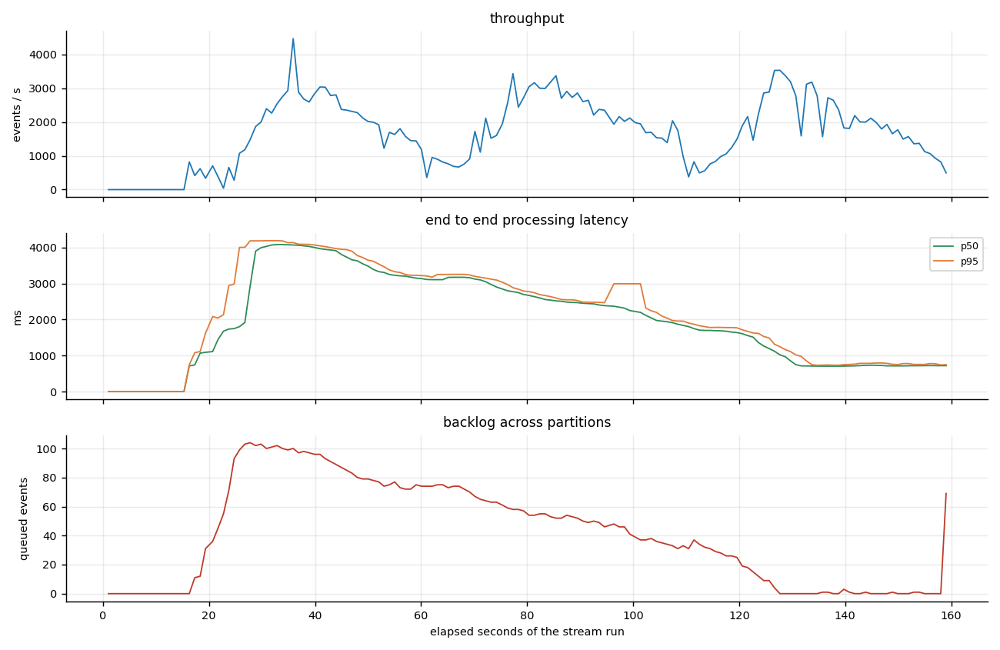 throughput
events / s
4000
3000
2000
1000
0
end to end processing latency
ms
4000
3000
2000
1000
0
p50
p95
backlog across partitions
queued events
100
80
60
40
20
0
0 20 40 60 80 100 120 140 160
elapsed seconds of the stream run